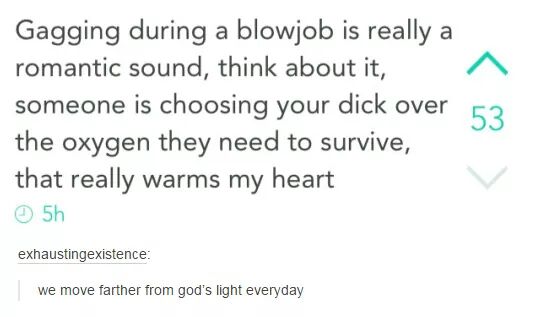 Gagging during a blowjob is really a
romantic sound, think about it,
someone is choosing your dick over
the oxygen they need to survive,
that really warms my heart
53
5h
exhaustingexistence:
we move farther from god's light everyday